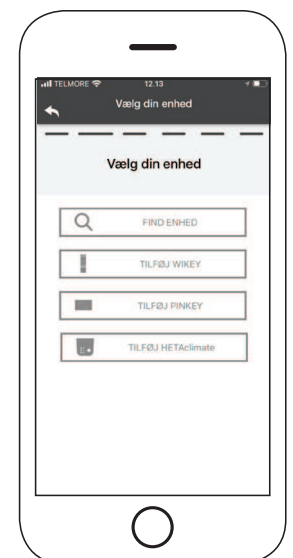 TELMORE 12.13
Vælg din enhed
Vælg din enhed
FIND ENHED
TILFØJ WIKEY
TILFØJ PINKEY
TILFØJ HETAclimate